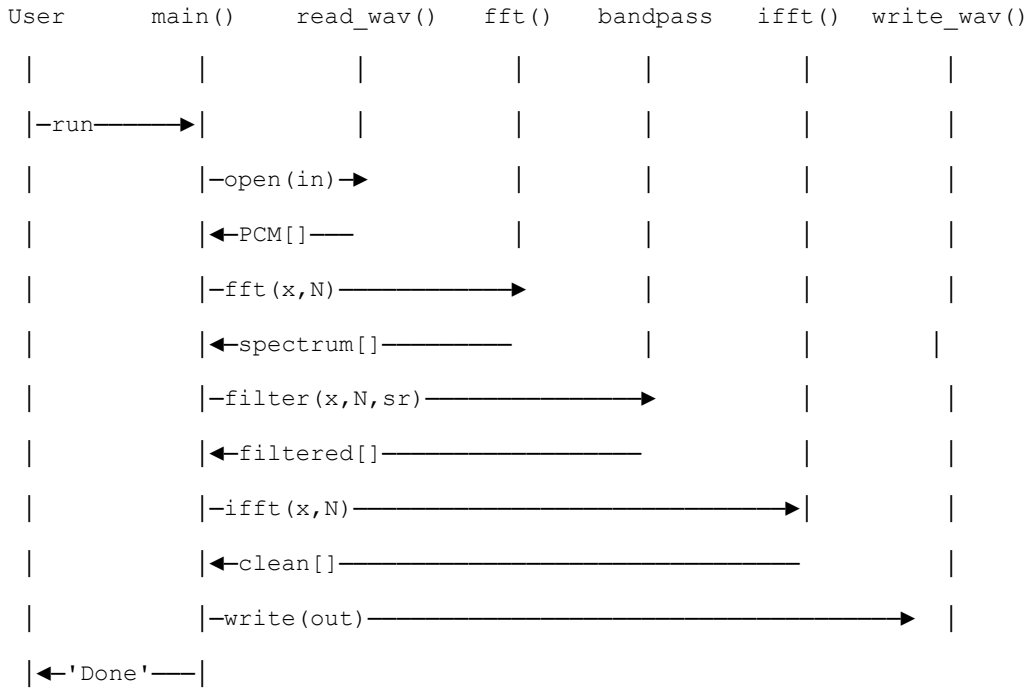 User main() read_wav() fft() bandpass ifft() write_wav()
run
open(in)
PCM[]
fft(x,N)
spectrum[]
filter(x,N,sr)
filtered[]
ifft(x,N)
clean[]
write(out)
'Done'